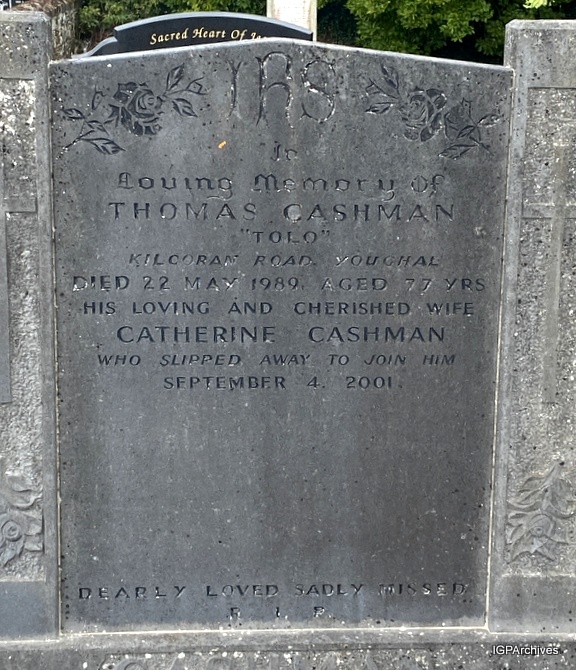 Sacred Heart Of
IHS
In
Loving Memory Of
THOMAS CASHMAN
"TOLO"
KILCORAN ROAD, YOUGHAL
DIED 22 MAY 1989, AGED 77 YRS
HIS LOVING AND CHERISHED WIFE
CATHERINE CASHMAN
WHO SLIPPED AWAY TO JOIN HIM
SEPTEMBER 4, 2001.
DEARLY LOVED SADLY MISSED
R. I. P.
IGPArchives